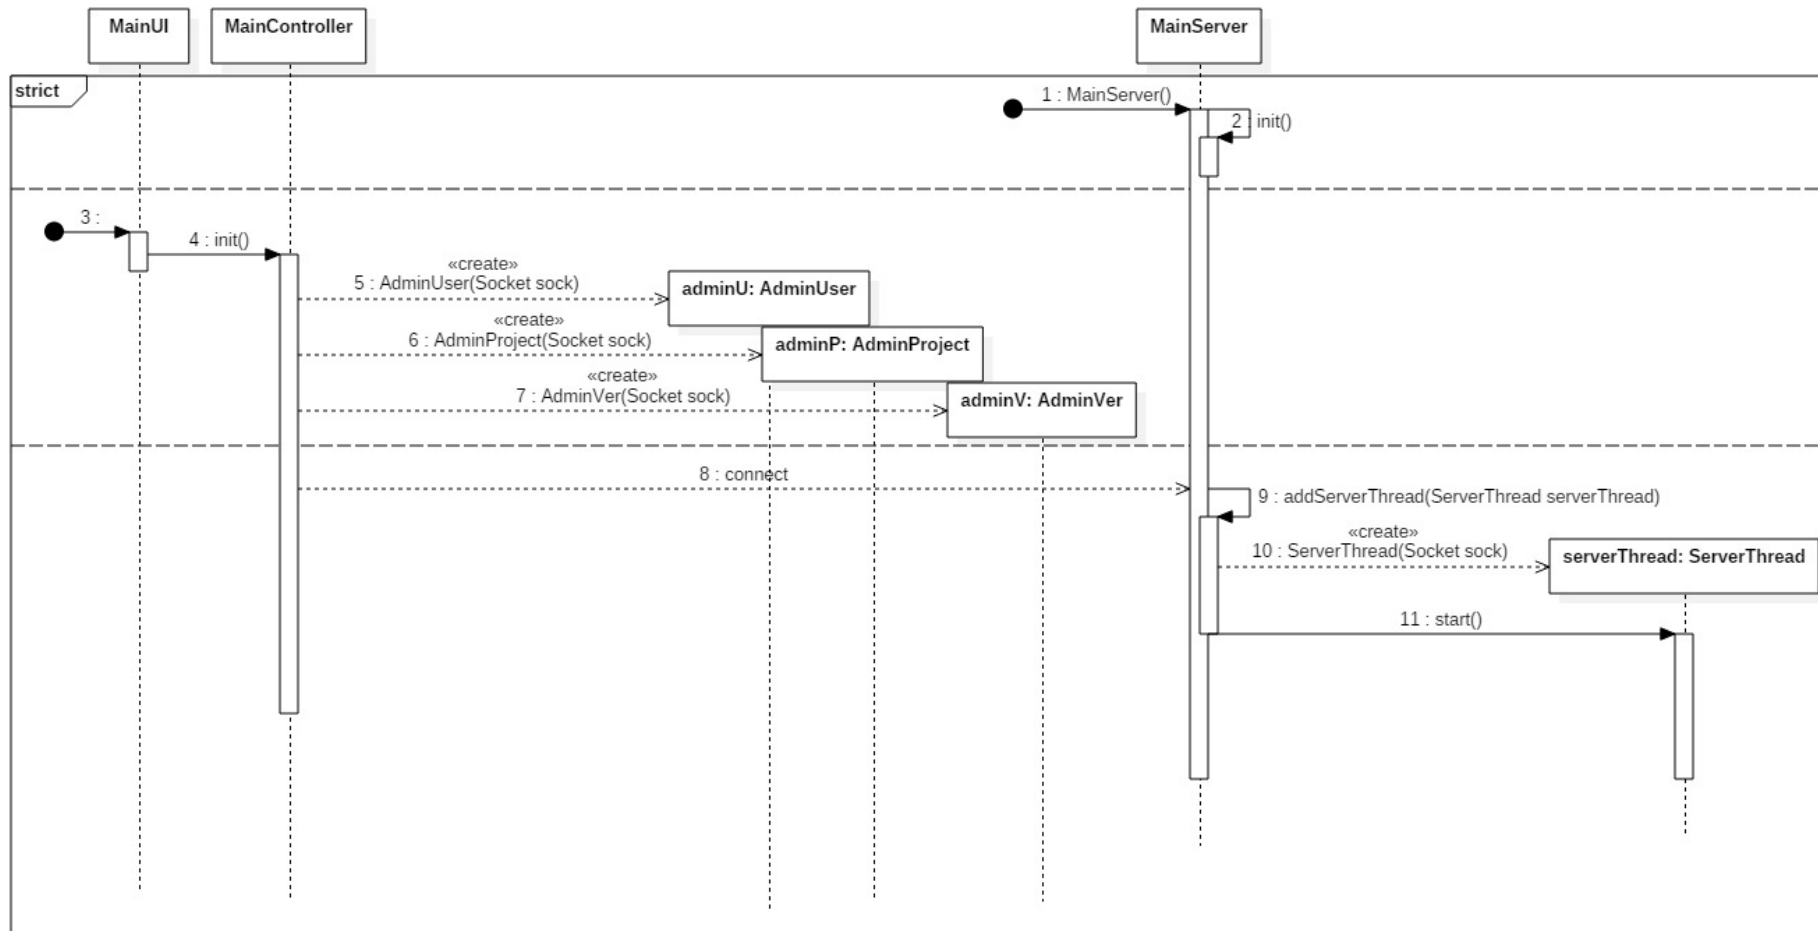 MainUI
MainController
MainServer
strict
1 : MainServer()
2 : init()
3 :
4 : init()
«create»
5 : AdminUser(Socket sock)
adminU: AdminUser
«create»
6 : AdminProject(Socket sock)
adminP: AdminProject
«create»
7 : AdminVer(Socket sock)
adminV: AdminVer
8 : connect
9 : addServerThread(ServerThread serverThread)
«create»
10 : ServerThread(Socket sock)
serverThread: ServerThread
11 : start()